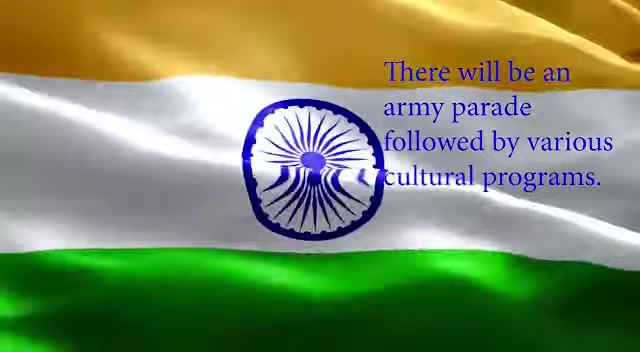 There will be an
army parade
followed by various
cultural programs.